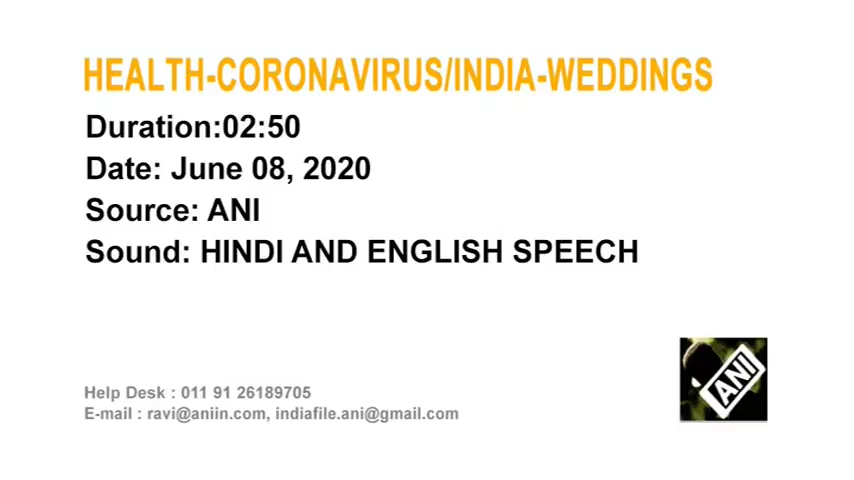 HEALTH-CORONAVIRUS/INDIA-WEDDINGS
Duration:02:50
Date: June 08, 2020
Source: ANI
Sound: HINDI AND ENGLISH SPEECH
ANI
Help Desk : 011 91 26189705
E-mail : ravi@aniin.com, indiafile.ani@gmail.com